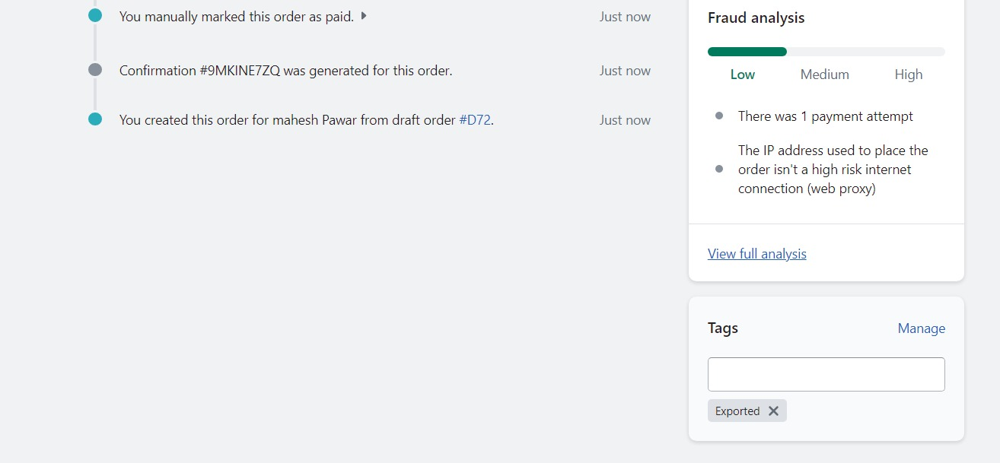 You manually marked this order as paid.
Just now
Confirmation #9MKINE7ZQ was generated for this order.
Just now
You created this order for mahesh Pawar from draft order #D72.
Just now
Fraud analysis
Low Medium High
There was 1 payment attempt
The IP address used to place the
order isn't a high risk internet
connection (web proxy)
View full analysis
Tags
Manage
Exported